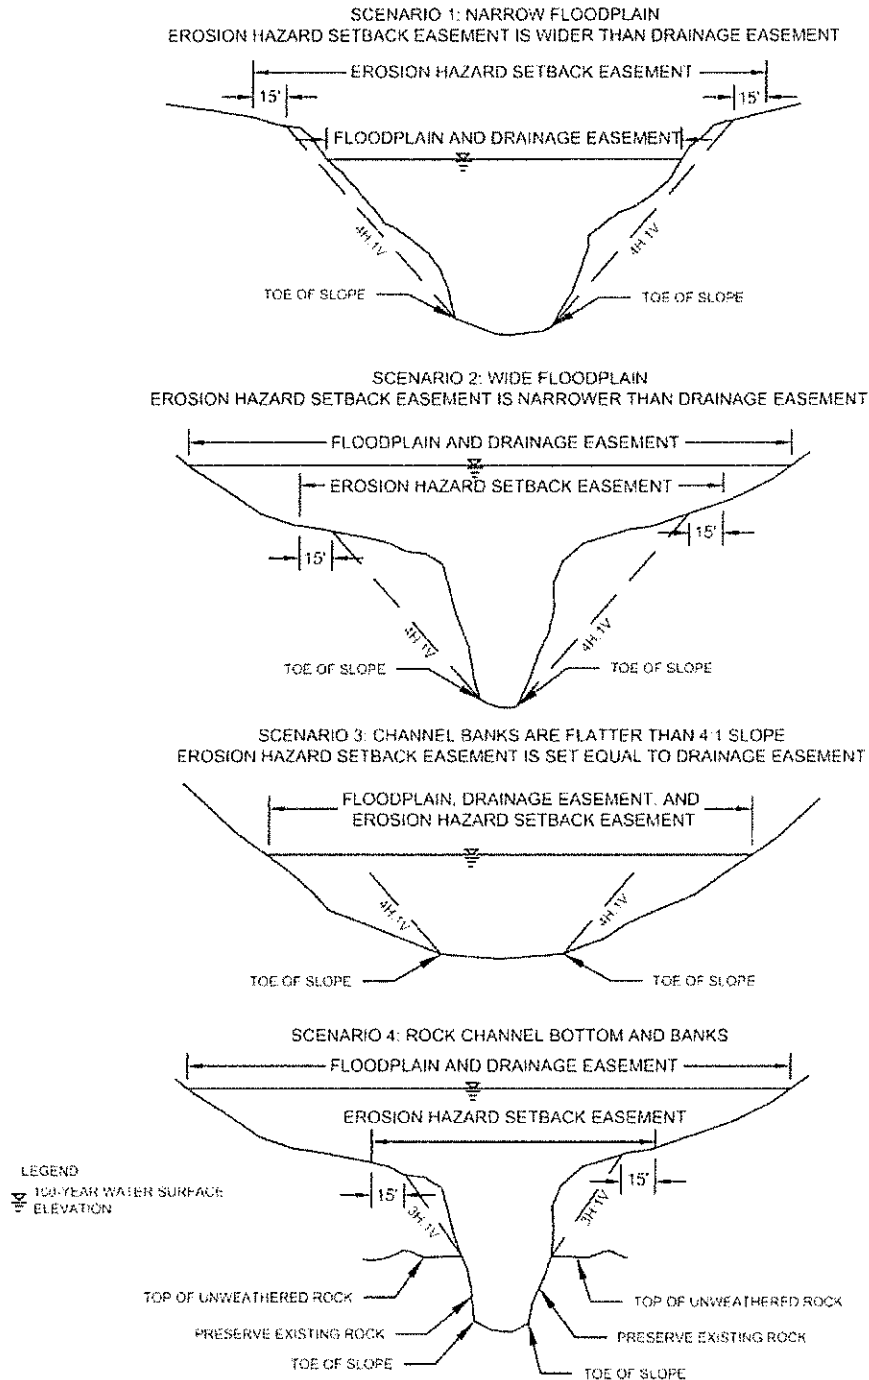 SCENARIO 1: NARROW FLOODPLAIN
EROSION HAZARD SETBACK EASEMENT IS WIDER THAN DRAINAGE EASEMENT
EROSION HAZARD SETBACK EASEMENT
15'
15'
FLOODPLAIN AND DRAINAGE EASEMENT
4H:1V
4H:1V
TOE OF SLOPE
TOE OF SLOPE
SCENARIO 2: WIDE FLOODPLAIN
EROSION HAZARD SETBACK EASEMENT IS NARROWER THAN DRAINAGE EASEMENT
FLOODPLAIN AND DRAINAGE EASEMENT
EROSION HAZARD SETBACK EASEMENT
15'
15'
4H:1V
4H:1V
TOE OF SLOPE
TOE OF SLOPE
SCENARIO 3: CHANNEL BANKS ARE FLATTER THAN 4:1 SLOPE
EROSION HAZARD SETBACK EASEMENT IS SET EQUAL TO DRAINAGE EASEMENT
FLOODPLAIN, DRAINAGE EASEMENT, AND
EROSION HAZARD SETBACK EASEMENT
4H:1V
4H:1V
TOE OF SLOPE
TOE OF SLOPE
SCENARIO 4: ROCK CHANNEL BOTTOM AND BANKS
FLOODPLAIN AND DRAINAGE EASEMENT
EROSION HAZARD SETBACK EASEMENT
LEGEND
100-YEAR WATER SURFACE
ELEVATION
15'
15'
3H:1V
3H:1V
TOP OF UNWEATHERED ROCK
TOP OF UNWEATHERED ROCK
PRESERVE EXISTING ROCK
PRESERVE EXISTING ROCK
TOE OF SLOPE
TOE OF SLOPE